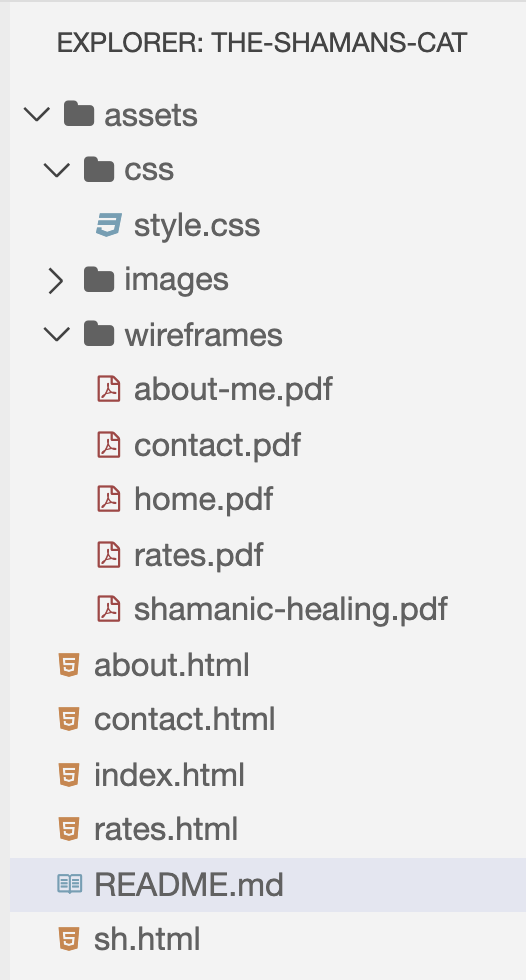 EXPLORER: THE-SHAMANS-CAT
assets
css
style.css
images
wireframes
about-me.pdf
contact.pdf
home.pdf
rates.pdf
shamanic-healing.pdf
about.html
contact.html
index.html
rates.html
README.md
sh.html